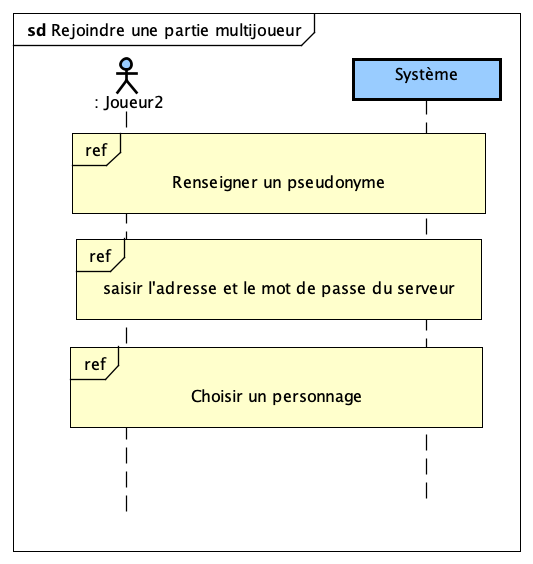 sd Rejoindre une partie multijoueur
Système
: Joueur2
ref
Renseigner un pseudonyme
ref
saisir l'adresse et le mot de passe du serveur
ref
Choisir un personnage